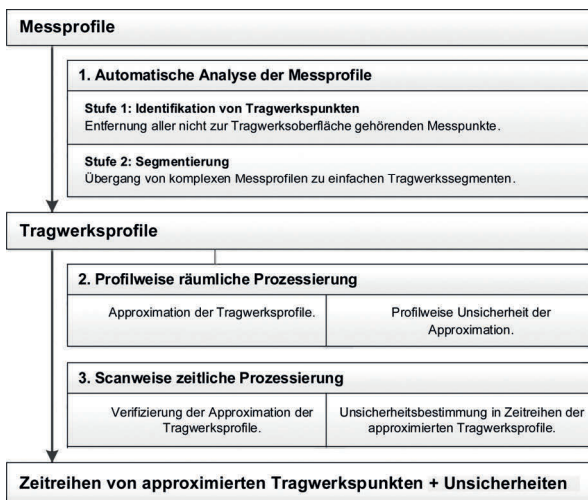 Messprofile
1. Automatische Analyse der Messprofile
Stufe 1: Identifikation von Tragwerkspunkten
Entfernung aller nicht zur Tragwerksoberfläche gehörenden Messpunkte.
Stufe 2: Segmentierung
Übergang von komplexen Messprofilen zu einfachen Tragwerkssegmenten.
Tragwerksprofile
2. Profilweise räumliche Prozessierung
Approximation der Tragwerksprofile.
Profilweise Unsicherheit der
Approximation.
3. Scanweise zeitliche Prozessierung
Verifizierung der Approximation der
Tragwerksprofile.
Unsicherheitsbestimmung in Zeitreihen der
approximierten Tragwerksprofile.
Zeitreihen von approximierten Tragwerkspunkten + Unsicherheiten